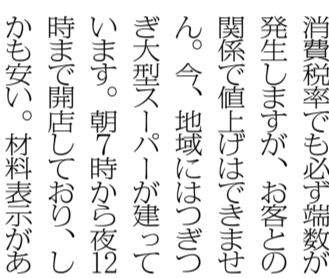 消費税率でも必ず端数が
発生しますが、お客との
関係で値上げはできませ
ん。今、地域にはつぎつ
ぎ大型スーパーが建って
います。朝7時から夜12
時まで開店しており、し
かも安い。材料表示があ